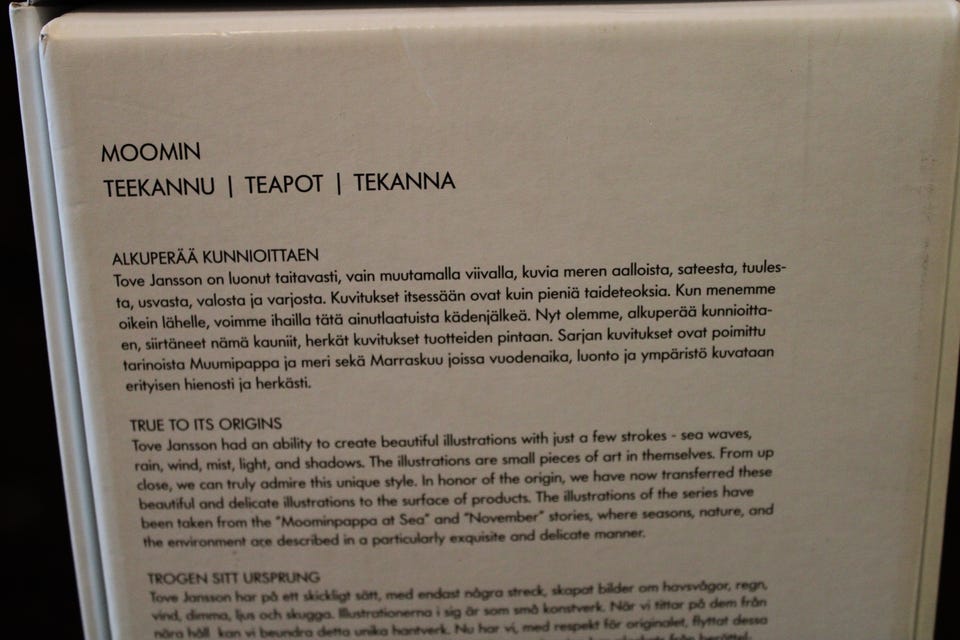 MOOMIN
TEEKANNU | TEAPOT | TEKANNA
ALKUPERÄÄ KUNNIOITTAEN
Tove Jansson on luonut taitavasti, vain muutamalla viivalla, kuvia meren aalloista, sateesta, tuules-
ta, usvasta, valosta ja varjosta. Kuvitukset itsessään ovat kuin pieniä taideteoksia. Kun menemme
oikein lähelle, voimme ihailla tätä ainutlaatuista kädenjälkeä. Nyt olemme, alkuperää kunnioitta-
en, siirtäneet nämä kauniit, herkät kuvitukset tuotteiden pintaan. Sarjan kuvitukset ovat poimittu
tarinoista Muumipappa ja meri sekä Marraskuu joissa vuodenaika, luonto ja ympäristö kuvataan
erityisen hienosti ja herkästi.
TRUE TO ITS ORIGINS
Tove Jansson had an ability to create beautiful illustrations with just a few strokes - sea waves,
rain, wind, mist, light, and shadows. The illustrations are small pieces of art in themselves. From up
close, we can truly admire this unique style. In honor of the origin, we have now transferred these
beautiful and delicate illustrations to the surface of products. The illustrations of the series have
been taken from the "Moominpappa at Sea" and "November" stories, where seasons, nature, and
the environment are described in a particularly exquisite and delicate manner.
TROGEN SITT URSPRUNG
Tove Jansson har på ett skickligt sätt, med endast några streck, skapat bilder om havsvågor, regn,
vind, dimma, ljus och skugga. Illustrationerna i sig är som små konstverk. När vi tittar på dem från
nära håll, kan vi beundra detta unika hantverk. Nu har vi, med respekt för originalet, flyttat dessa